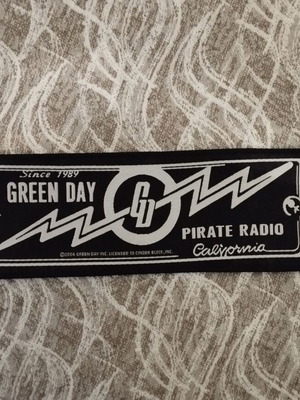 Since 1989
GREEN DAY
GD
PIRATE RADIO
California
©2004 GREEN DAY INC. LICENSED TO CINDER BLOCK, INC.